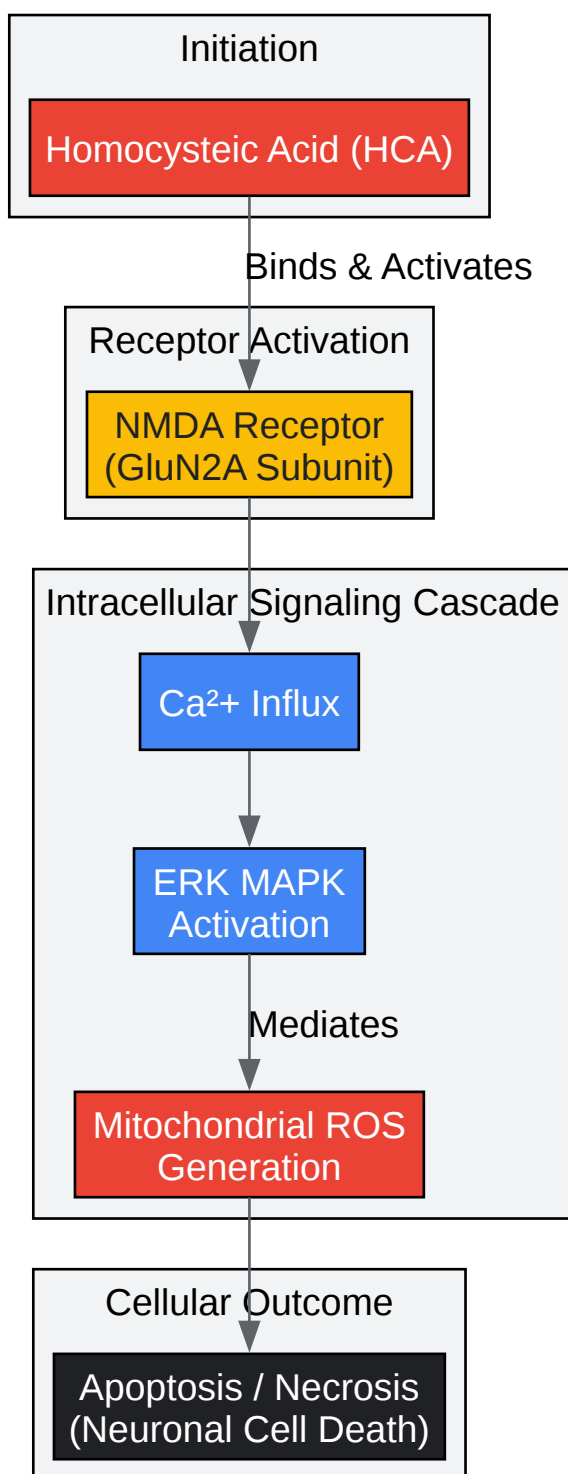 Initiation
Homocysteic Acid (HCA)
Binds & Activates
Receptor Activation
NMDA Receptor
(GluN2A Subunit)
Intracellular Signaling Cascade
Ca²+ Influx
ERK MAPK
Activation
Mediates
Mitochondrial ROS
Generation
Cellular Outcome
Apoptosis / Necrosis
(Neuronal Cell Death)